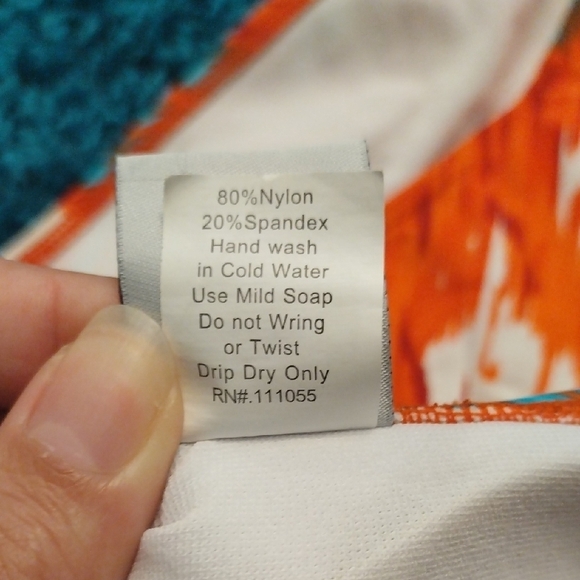 80%Nylon
20%Spandex
Hand wash
in Cold Water
Use Mild Soap
Do not Wring
or Twist
Drip Dry Only
RN#.111055